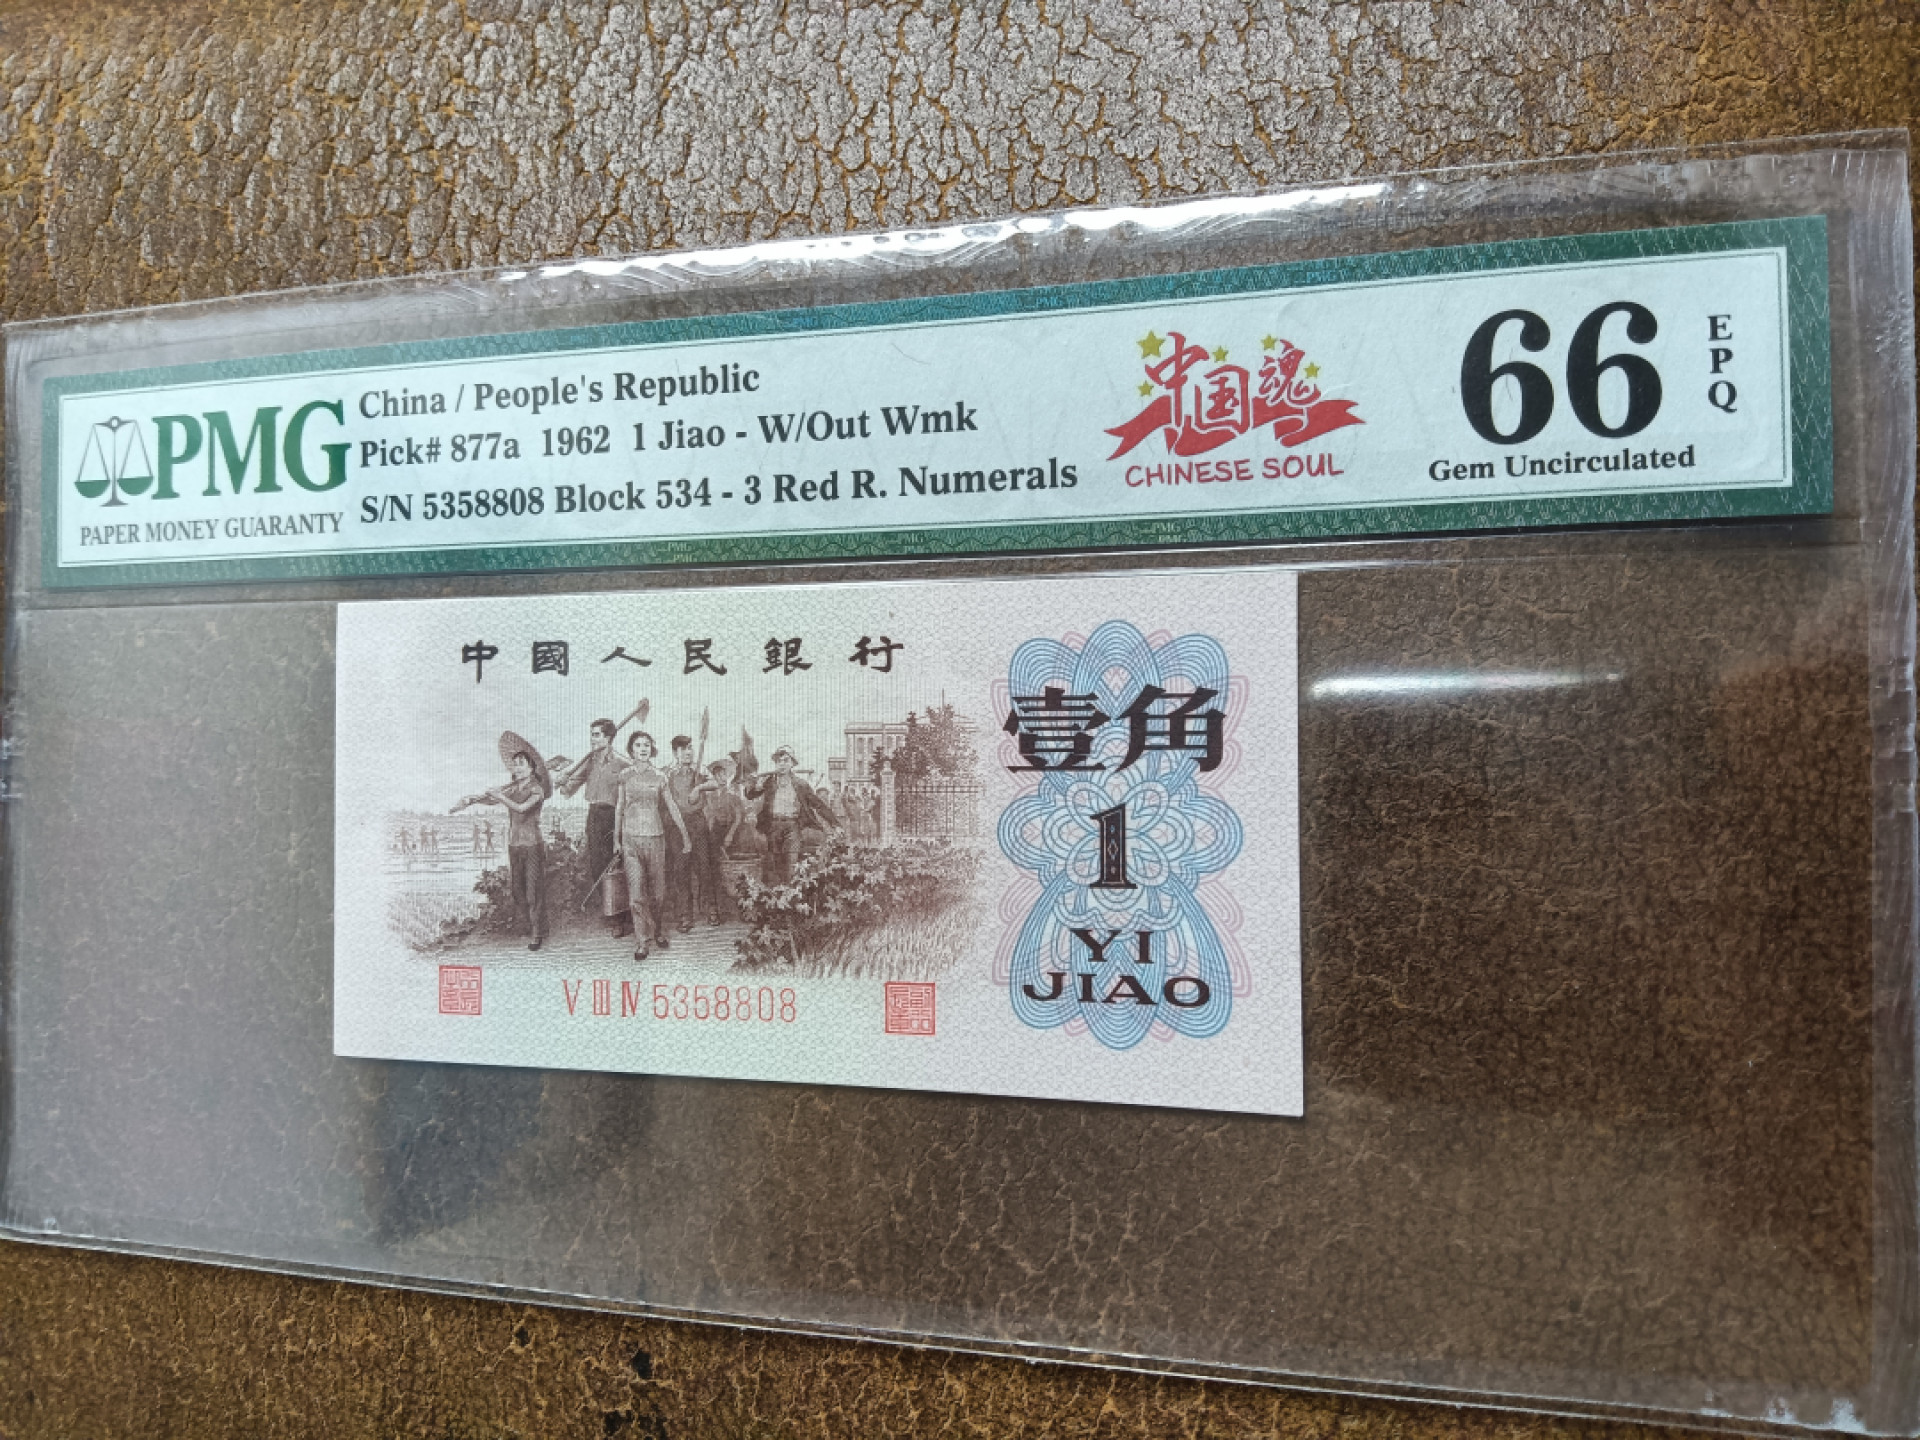 PMG
PAPER MONEY GUARANTY
China / People's Republic
Pick# 877a 1962 1 Jiao - W/Out Wmk
S/N 5358808 Block 534 - 3 Red R. Numerals
中国魂
CHINESE SOUL
66
EPQ
Gem Uncirculated
中國人民銀行
壹角
1
YI
JIAO
V III IV 5358808